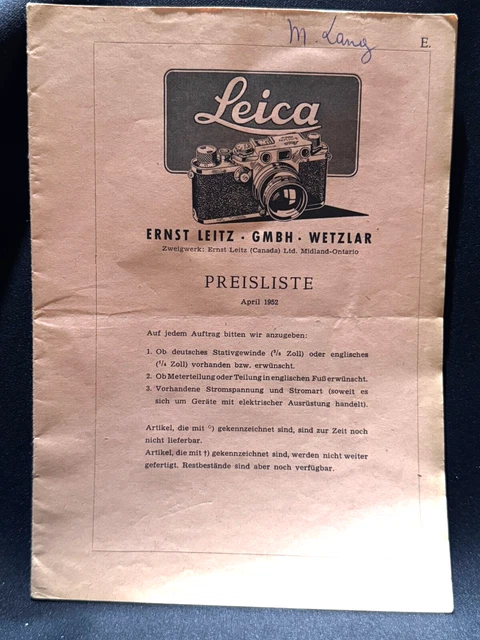 M. Lang
E.
Leica
ERNST LEITZ · GMBH · WETZLAR
Zweigwerk: Ernst Leitz (Canada) Ltd. Midland-Ontario
PREISLISTE
April 1952
Auf jedem Auftrag bitten wir anzugeben:
1. Ob deutsches Stativgewinde (³/₈ Zoll) oder englisches
(¹/₄ Zoll) vorhanden bzw. erwünscht.
2. Ob Meterteilung oder Teilung in englischen Fuß erwünscht.
3. Vorhandene Stromspannung und Stromart (soweit es
sich um Geräte mit elektrischer Ausrüstung handelt).
Artikel, die mit °) gekennzeichnet sind, sind zur Zeit noch
nicht lieferbar.
Artikel, die mit †) gekennzeichnet sind, werden nicht weiter
gefertigt. Restbestände sind aber noch verfügbar.